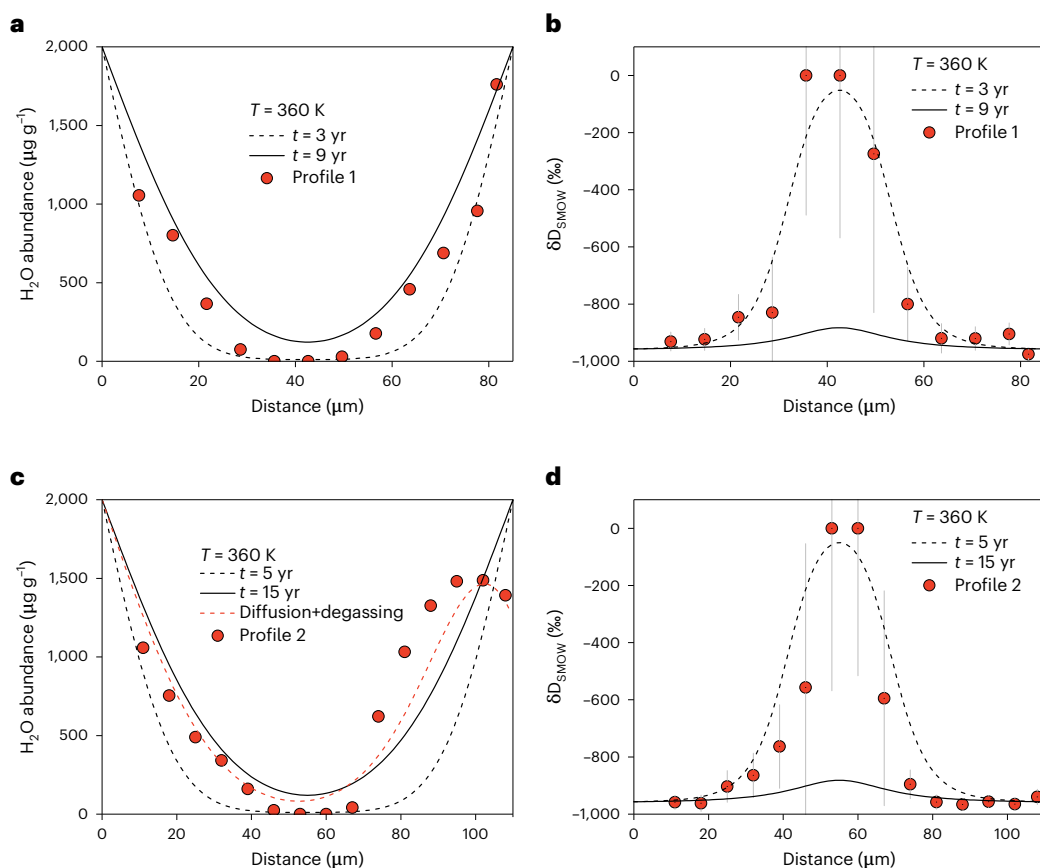 a
2,000
1,500
1,000
500
0
0
20
40
60
80
H₂O abundance (µg g⁻¹)
Distance (µm)
T = 360 K
t = 3 yr
t = 9 yr
Profile 1
b
0
−200
−400
−600
−800
−1,000
0
20
40
60
80
δD_SMOW (‰)
Distance (µm)
T = 360 K
t = 3 yr
t = 9 yr
Profile 1
c
2,000
1,500
1,000
500
0
0
20
40
60
80
100
H₂O abundance (µg g⁻¹)
Distance (µm)
T = 360 K
t = 5 yr
t = 15 yr
Diffusion+degassing
Profile 2
d
0
−200
−400
−600
−800
−1,000
0
20
40
60
80
100
δD_SMOW (‰)
Distance (µm)
T = 360 K
t = 5 yr
t = 15 yr
Profile 2